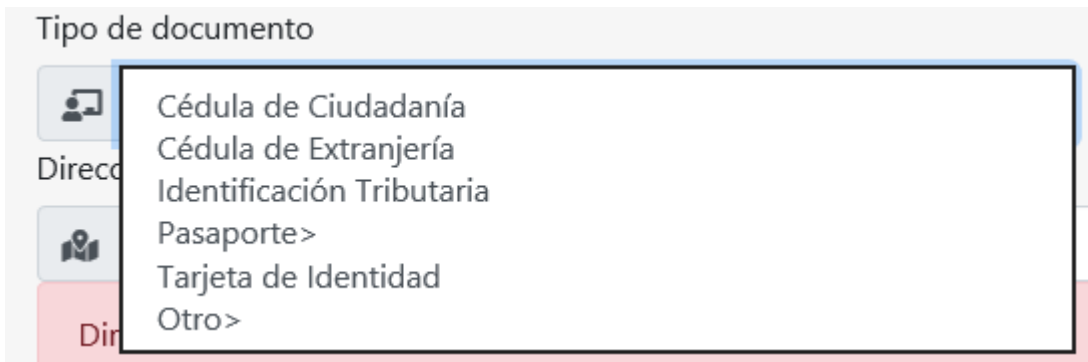 Tipo de documento
Cédula de Ciudadanía
Cédula de Extranjería
Identificación Tributaria
Pasaporte>
Tarjeta de Identidad
Otro>